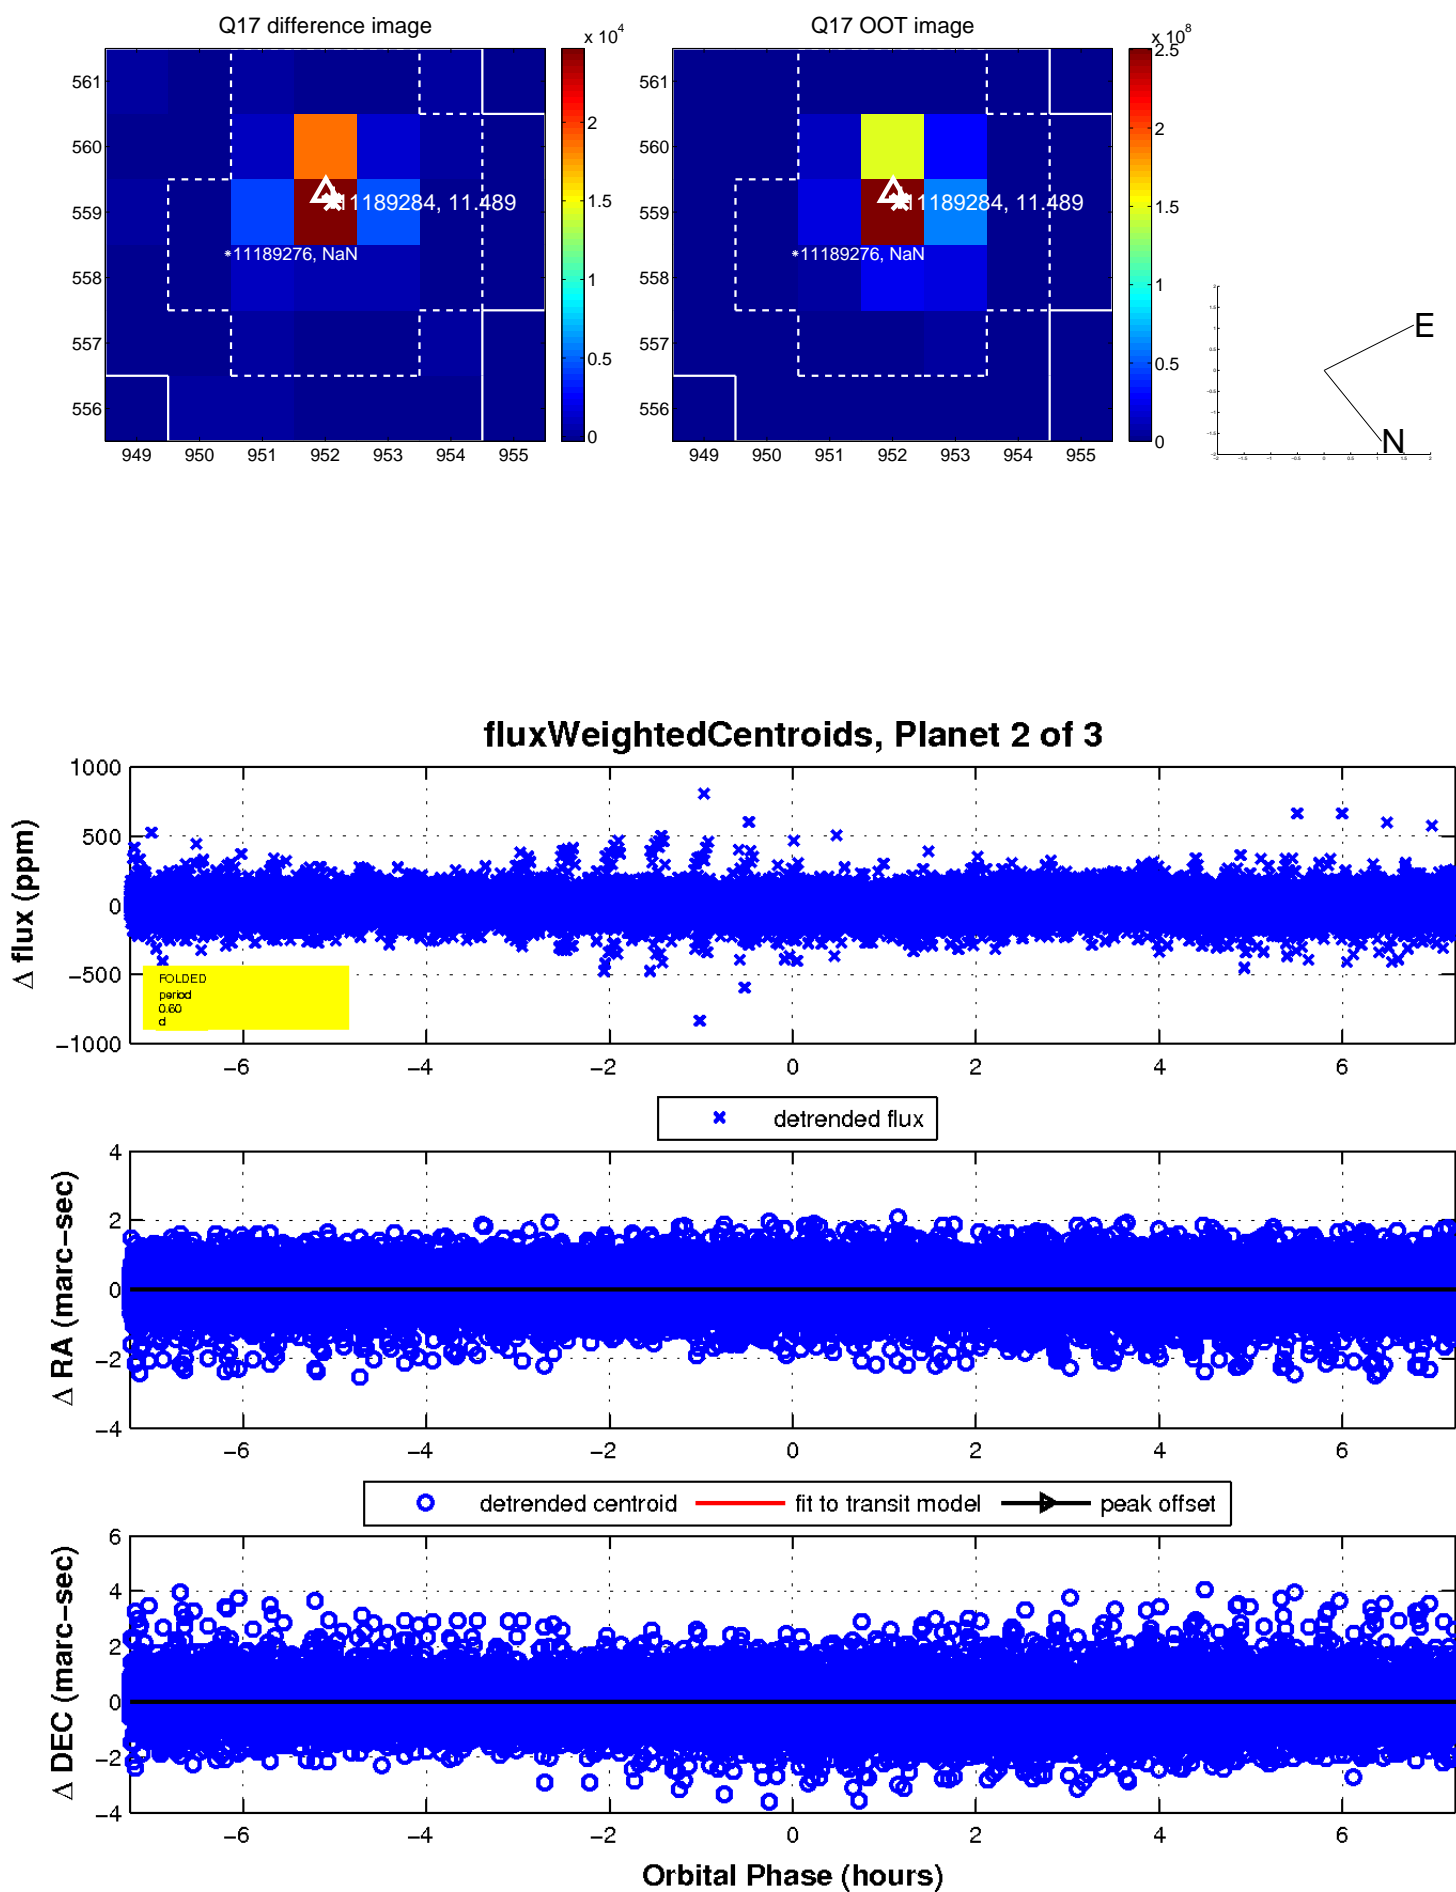 Q17 difference image
Q17 OOT image
x 10^4
x 10^8
561
560
559
558
557
556
949 950 951 952 953 954 955
2
1.5
1
0.5
0
11189284, 11.489
*11189276, NaN
561
560
559
558
557
556
949 950 951 952 953 954 955
2.5
2
1.5
1
0.5
0
11189284, 11.489
*11189276, NaN
E
N
fluxWeightedCentroids, Planet 2 of 3
Δ flux (ppm)
1000
500
0
−500
−1000
FOLDED
period
0.60
d
−6 −4 −2 0 2 4 6
detrended flux
Δ RA (marc−sec)
4
2
0
−2
−4
−6 −4 −2 0 2 4 6
detrended centroid fit to transit model peak offset
Δ DEC (marc−sec)
6
4
2
0
−2
−4
−6 −4 −2 0 2 4 6
Orbital Phase (hours)